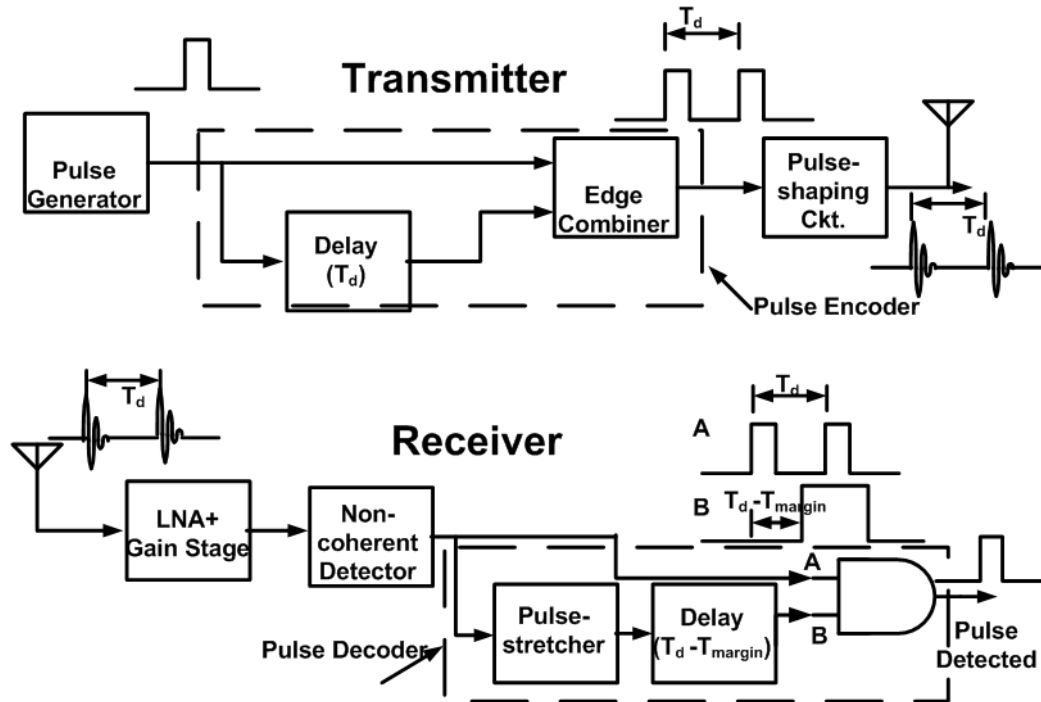 T_d
Transmitter
T_d
Pulse
Generator
Delay
(T_d)
Edge
Combiner
Pulse-
shaping
Ckt.
T_d
Pulse Encoder
T_d
Receiver
T_d
A
B
T_d -T_margin
LNA+
Gain Stage
Non-
coherent
Detector
A
B
Pulse-
stretcher
Delay
(T_d -T_margin)
Pulse Decoder
Pulse
Detected